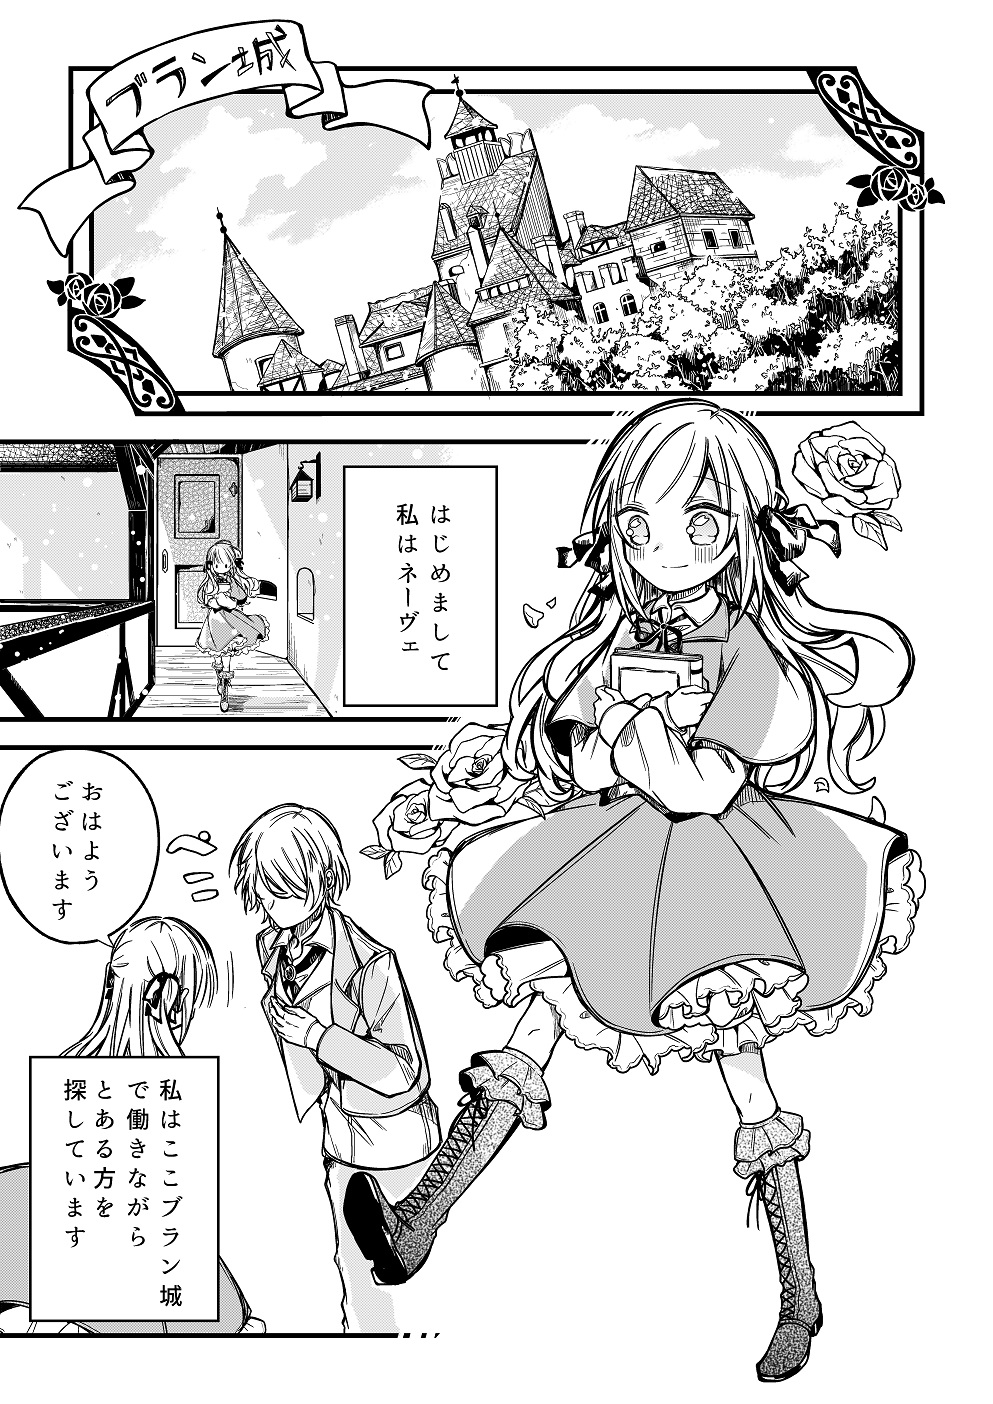 ブラン城
はじめまして
私はネーヴェ
おはよう
ございます
ペコ
私はここブラン城
で働きながら
とある方を
探しています